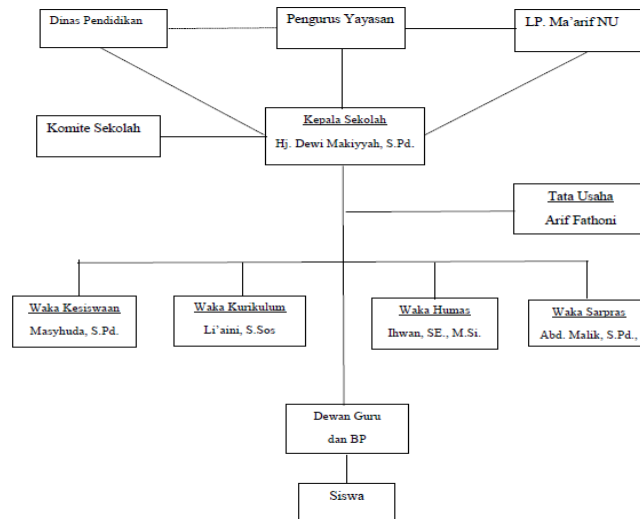 Dinas Pendidikan
Pengurus Yayasan
LP. Ma'arif NU
Komite Sekolah
Kepala Sekolah
Hj. Dewi Makiyyah, S.Pd.
Tata Usaha
Arif Fathoni
Waka Kesiswaan
Masyhuda, S.Pd.
Waka Kurikulum
Li'aini, S.Sos
Waka Humas
Ihwan, SE., M.Si.
Waka Sarpras
Abd. Malik, S.Pd.,
Dewan Guru
dan BP
Siswa